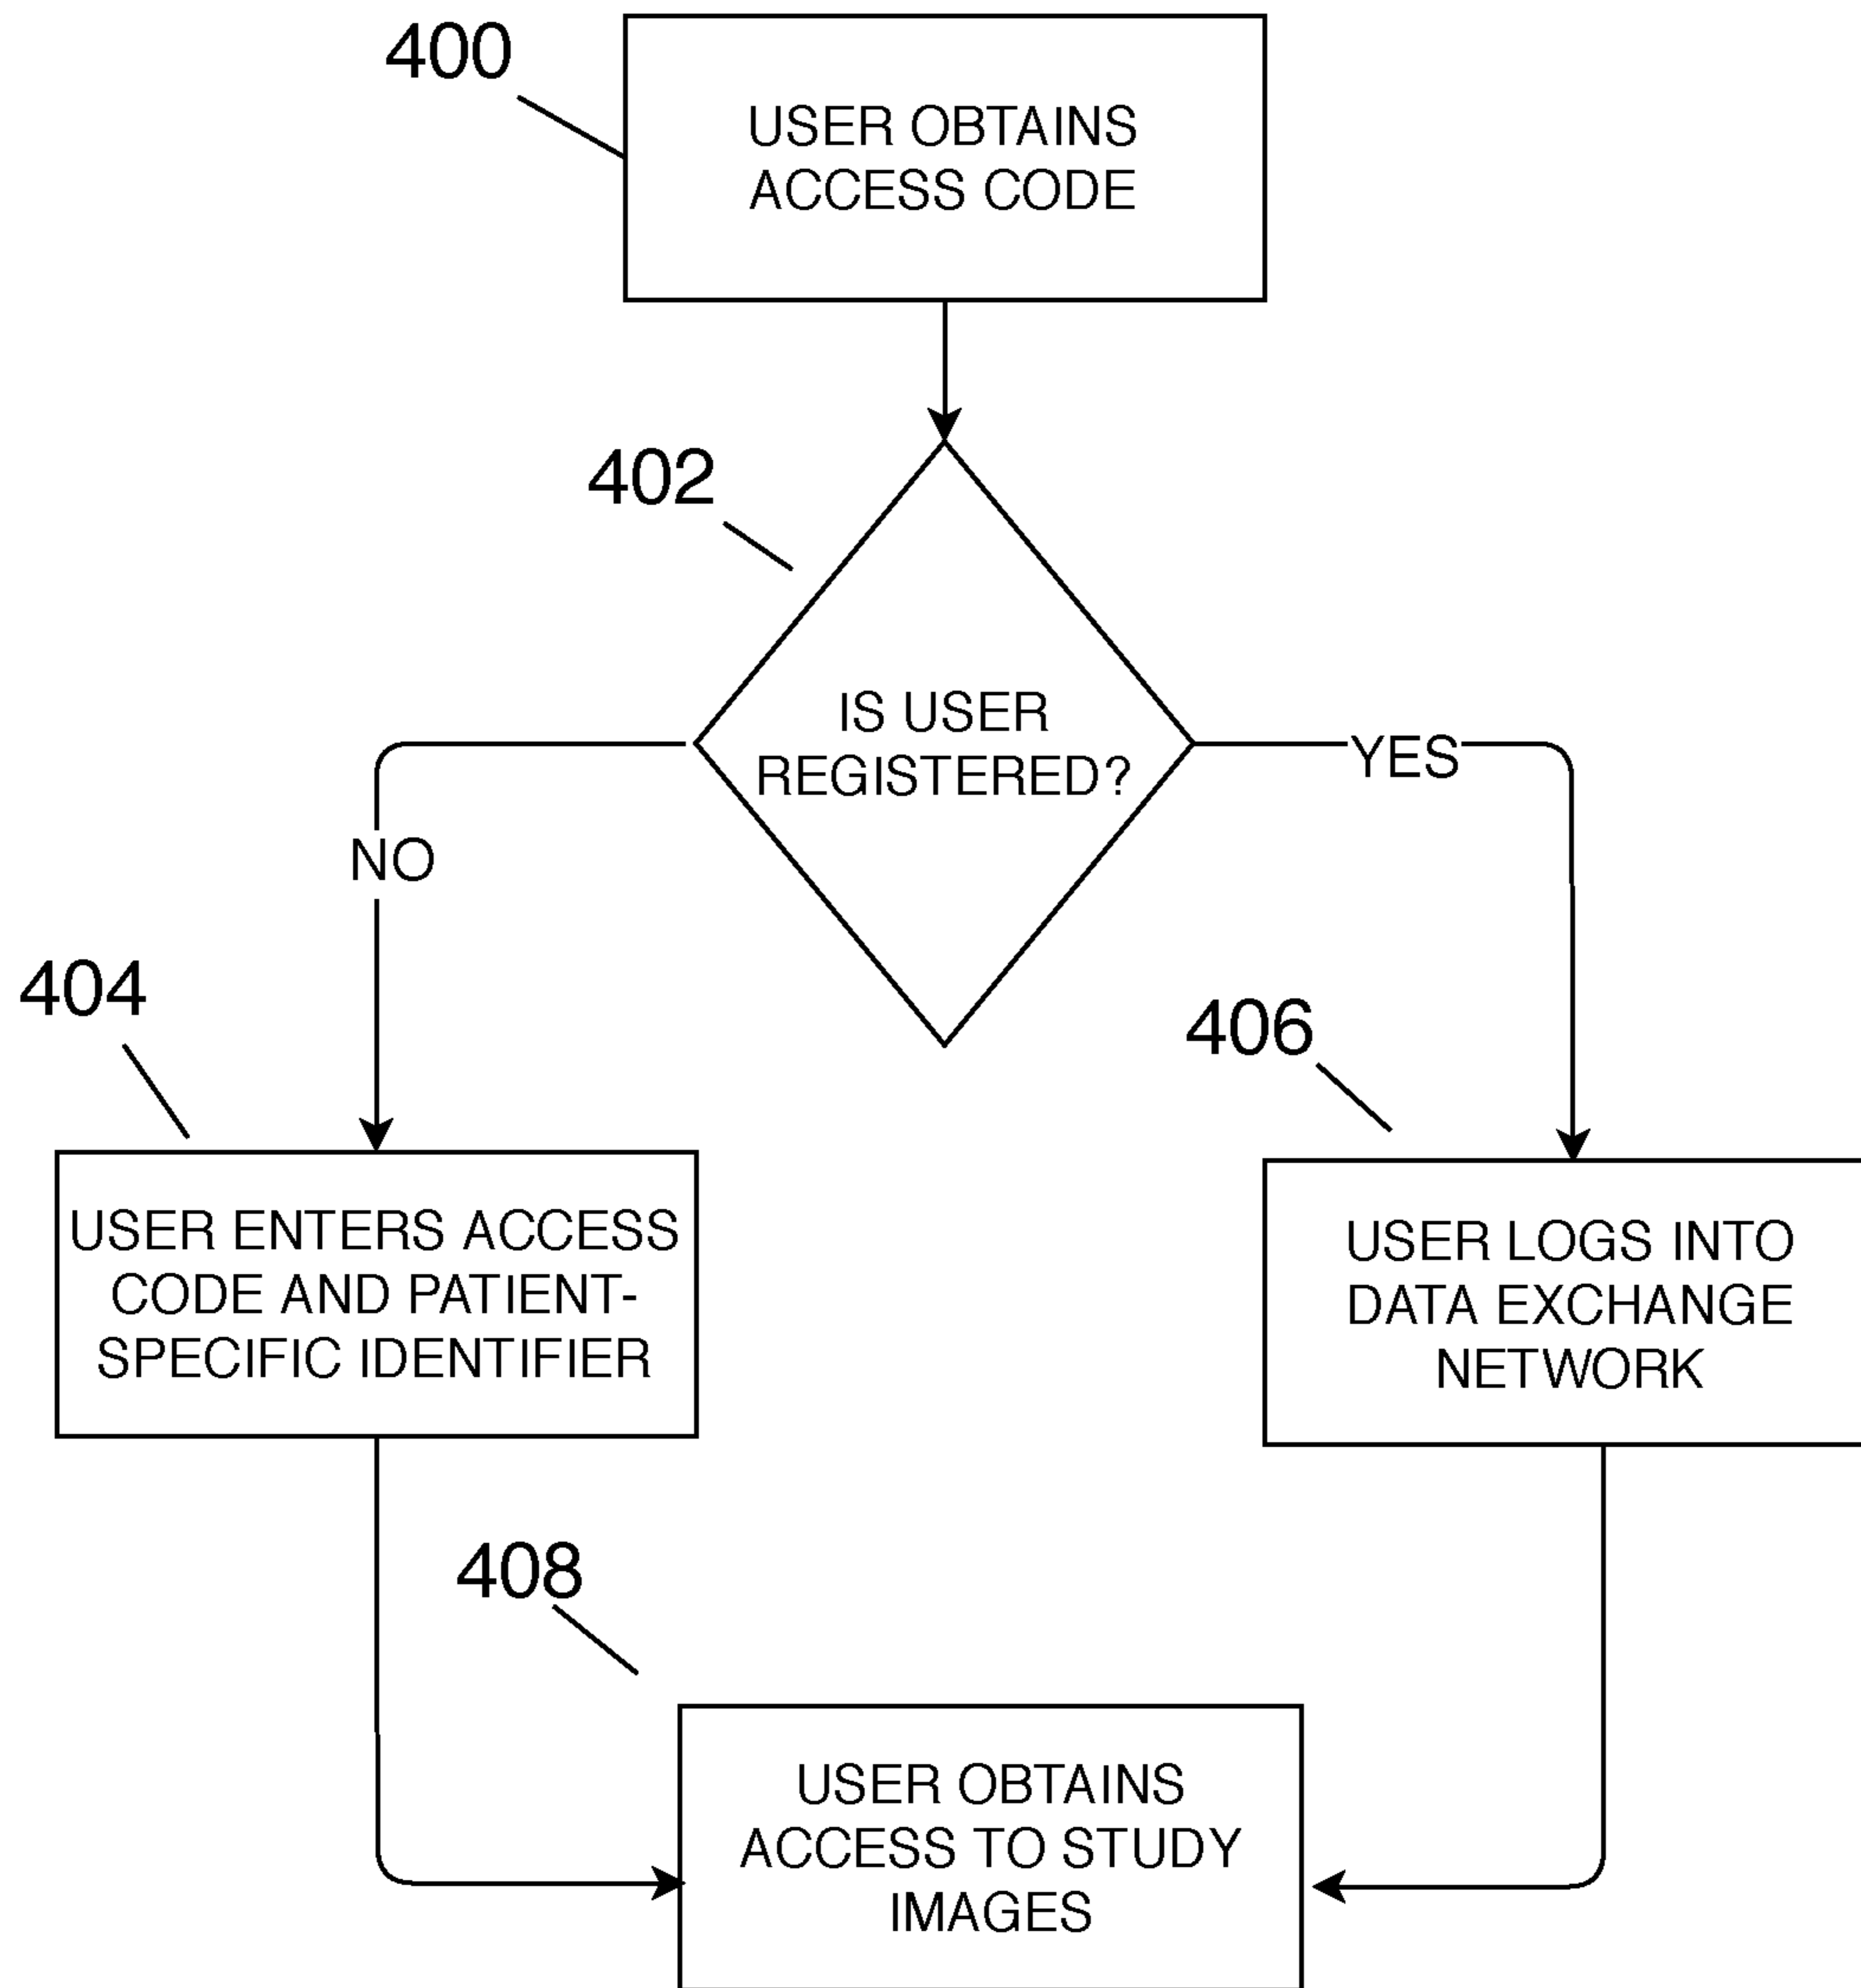 400
USER OBTAINS
ACCESS CODE
402
IS USER
REGISTERED?
YES
NO
404
406
USER ENTERS ACCESS
CODE AND PATIENT-
SPECIFIC IDENTIFIER
USER LOGS INTO
DATA EXCHANGE
NETWORK
408
USER OBTAINS
ACCESS TO STUDY
IMAGES